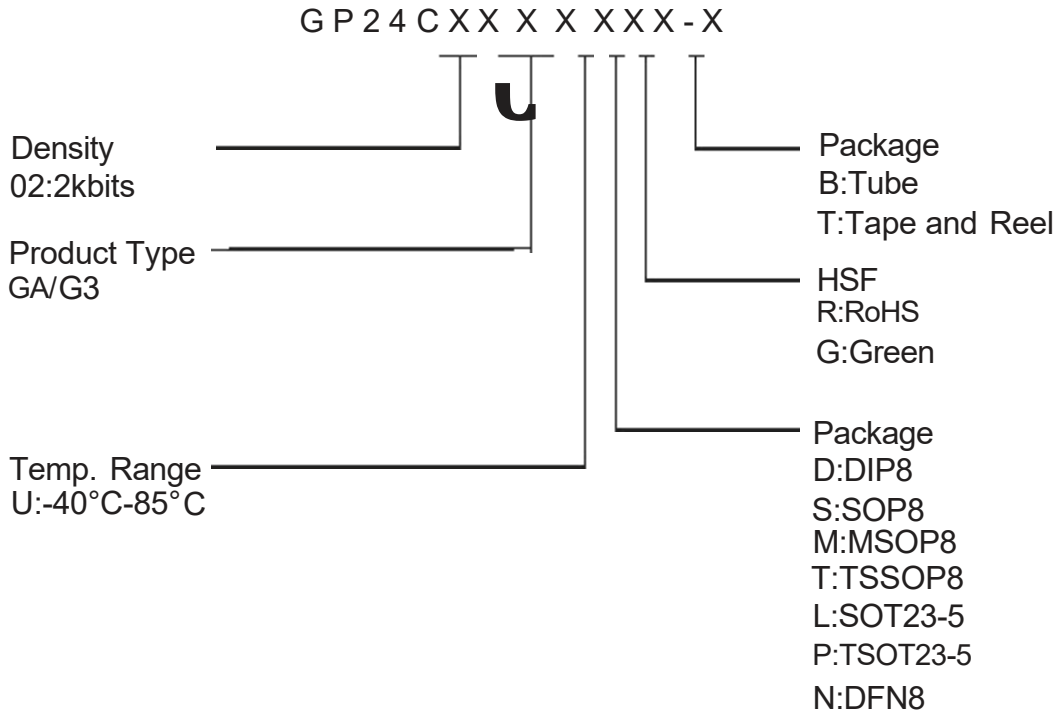 GP24CXX X X XXX-X
Density
02:2kbits
Product Type
GA/G3
Temp. Range
U:-40°C-85°C
Package
B:Tube
T:Tape and Reel
HSF
R:RoHS
G:Green
Package
D:DIP8
S:SOP8
M:MSOP8
T:TSSOP8
L:SOT23-5
P:TSOT23-5
N:DFN8